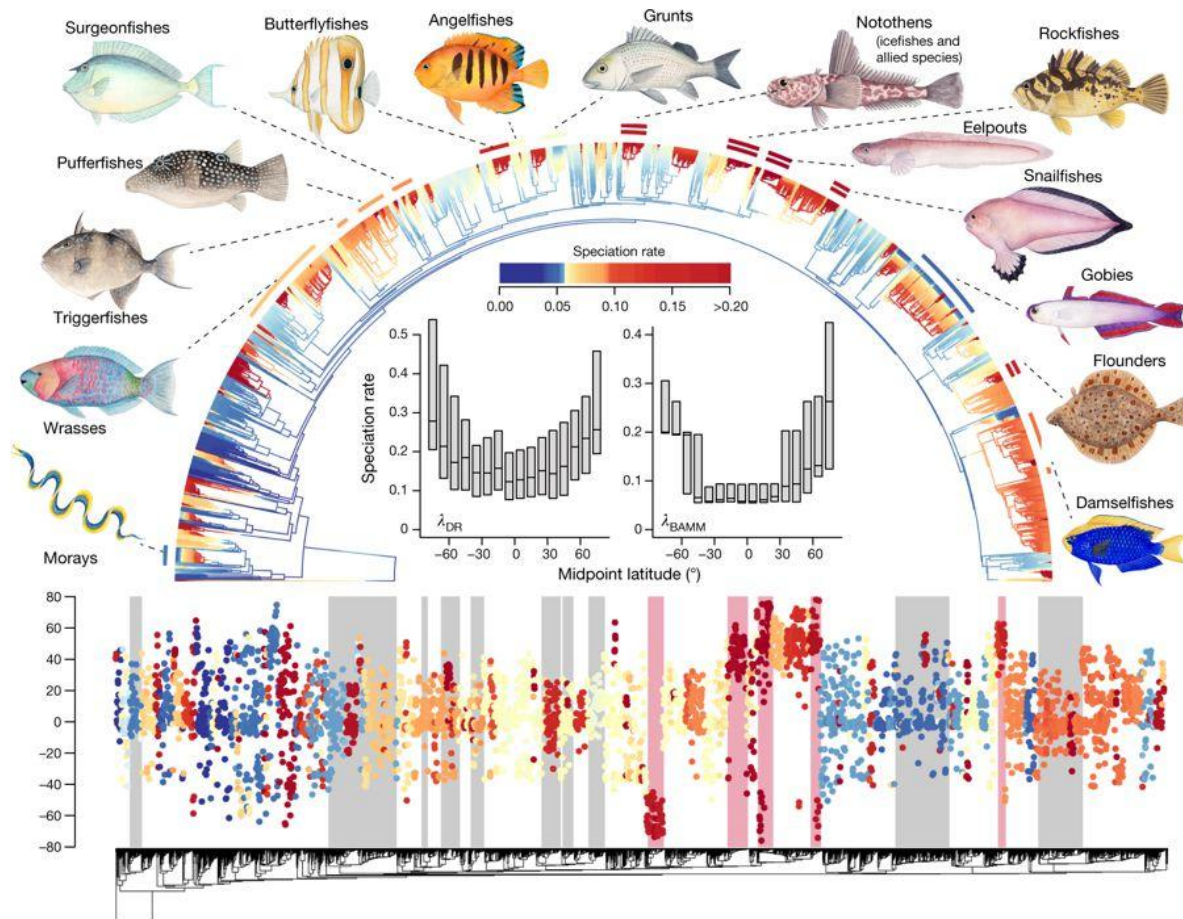 Surgeonfishes
Butterflyfishes
Angelfishes
Grunts
Notothens
(icefishes and
allied species)
Rockfishes
Eelpouts
Pufferfishes
Snailfishes
Triggerfishes
Gobies
Wrasses
Flounders
Morays
Damselfishes
Speciation rate
0.00 0.05 0.10 0.15 >0.20
Speciation rate
0.5
0.4
0.3
0.2
0.1
0
λDR
−60 −30 0 30 60
0.4
0.3
0.2
0.1
0
λBAMM
−60 −30 0 30 60
Midpoint latitude (°)
80
60
40
20
0
−20
−40
−60
−80